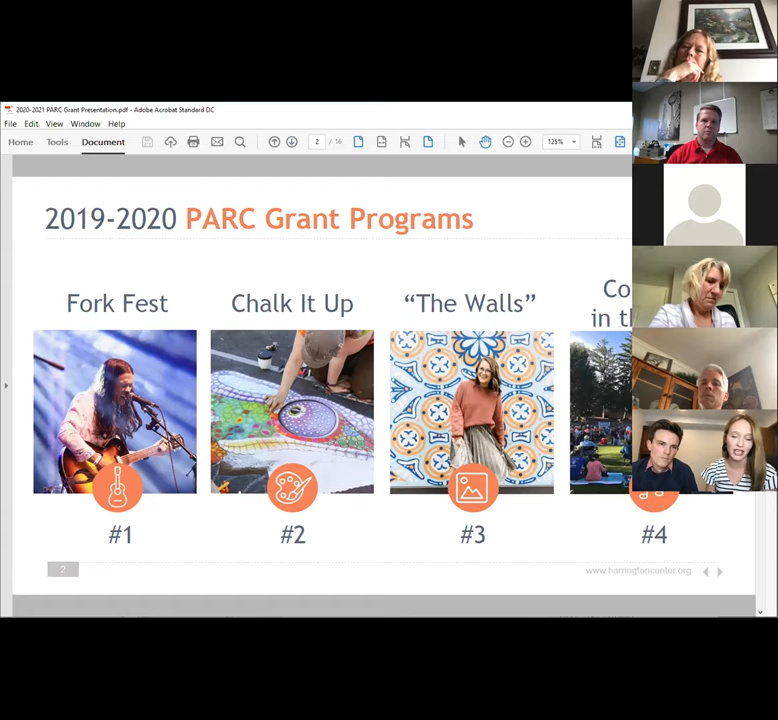 2020-2021 PARC Grant Presentation.pdf - Adobe Acrobat Standard DC
File Edit View Window Help
Home Tools Document 2 / 16 125%
2019-2020 PARC Grant Programs
Fork Fest
Chalk It Up
“The Walls”
Co
in t
#1
#2
#3
#4
2
www.harringtoncenter.org